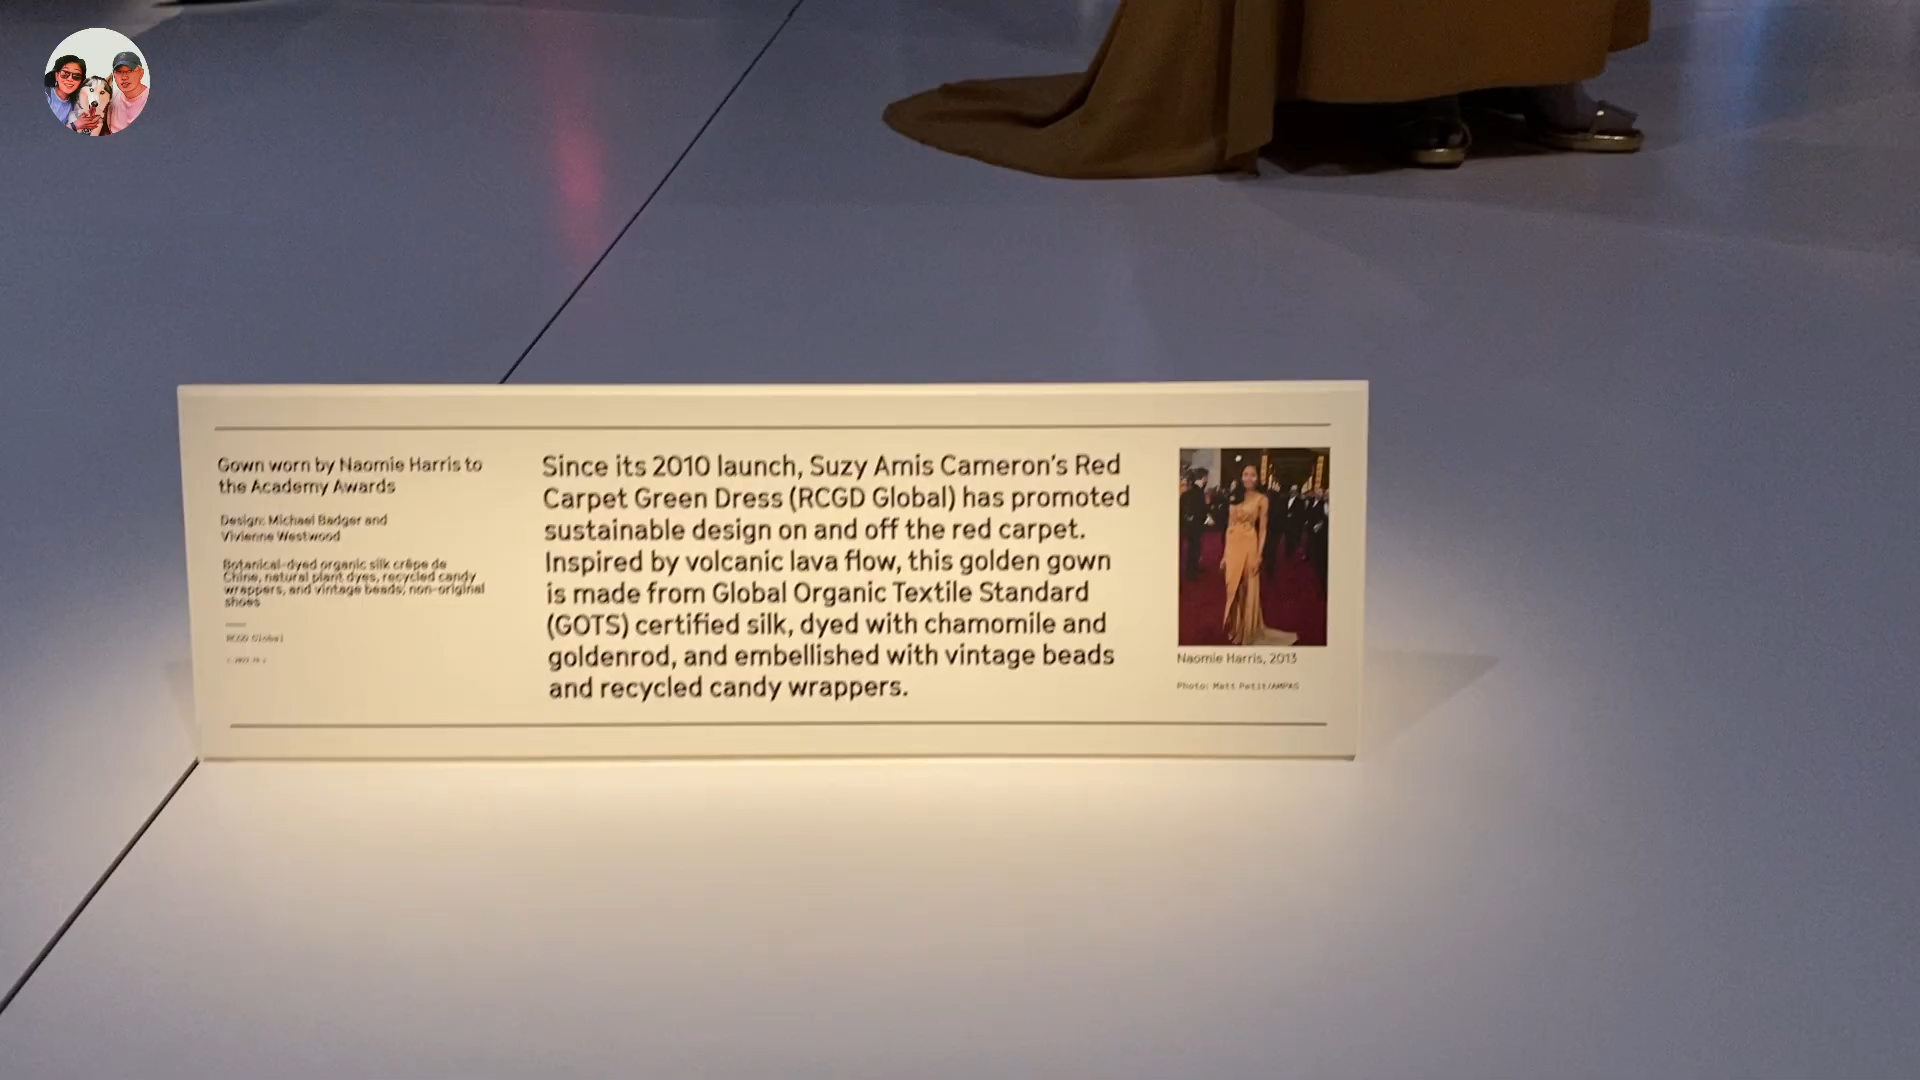 Gown worn by Naomie Harris to
the Academy Awards
Design: Michael Badger and
Vivienne Westwood
Botanical-dyed organic silk crêpe de
Chine, natural plant dyes, recycled candy
wrappers, and vintage beads; non-original
shoes
RCGD Global
Since its 2010 launch, Suzy Amis Cameron's Red
Carpet Green Dress (RCGD Global) has promoted
sustainable design on and off the red carpet.
Inspired by volcanic lava flow, this golden gown
is made from Global Organic Textile Standard
(GOTS) certified silk, dyed with chamomile and
goldenrod, and embellished with vintage beads
and recycled candy wrappers.
Naomie Harris, 2013
Photo: Matt Petit/AMPAS